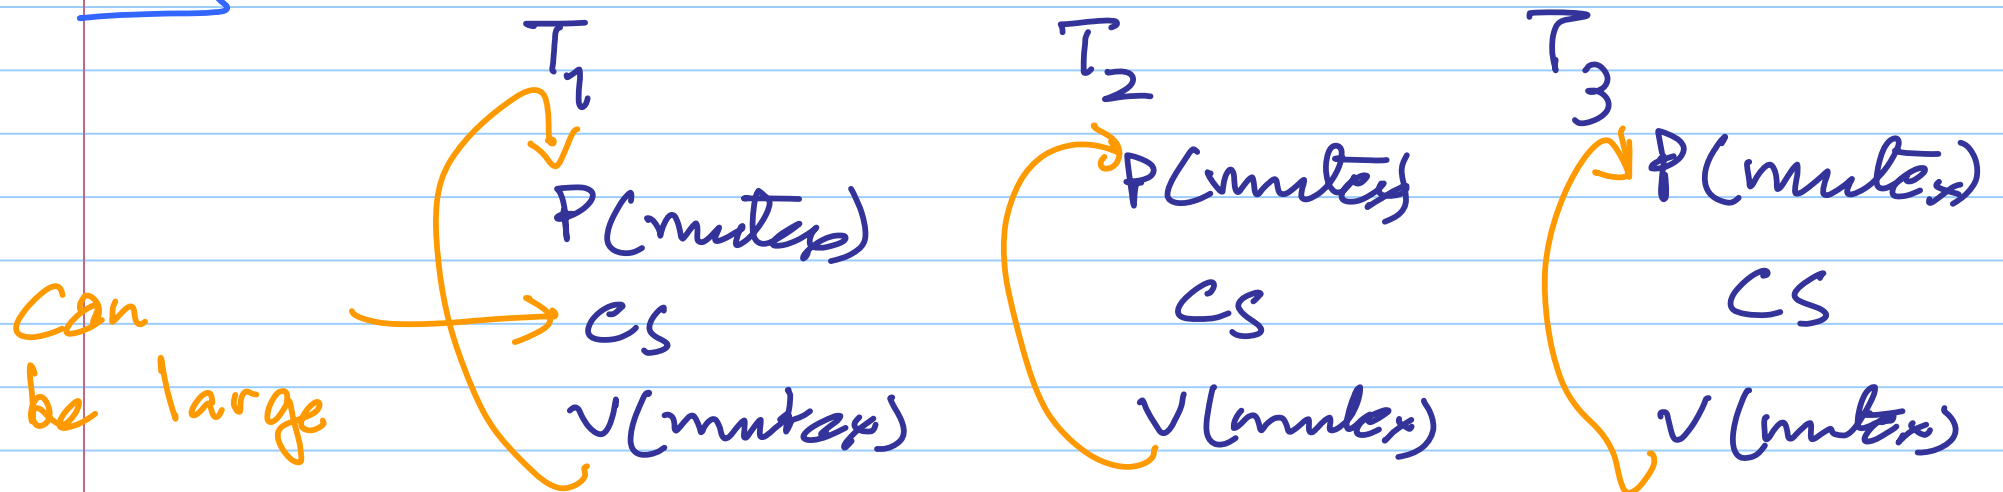 T1 T2 T3
P(mutex) P(mutex) P(mutex)
Can CS CS CS
be large V(mutex) V(mutex) V(mutex)